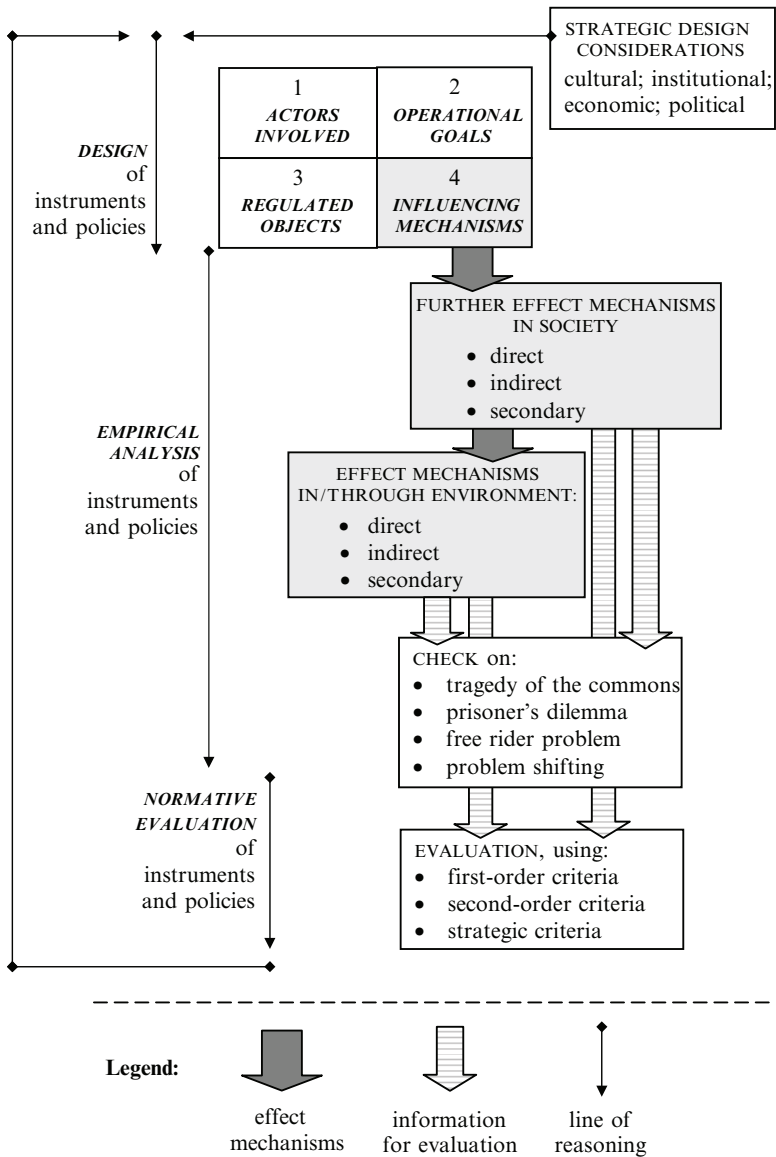 STRATEGIC DESIGN
CONSIDERATIONS
cultural; institutional;
economic; political
1
ACTORS
INVOLVED
2
OPERATIONAL
GOALS
3
REGULATED
OBJECTS
4
INFLUENCING
MECHANISMS
DESIGN
of
instruments
and policies
FURTHER EFFECT MECHANISMS
IN SOCIETY
• direct
• indirect
• secondary
EMPIRICAL
ANALYSIS
of
instruments
and policies
EFFECT MECHANISMS
IN/THROUGH ENVIRONMENT:
• direct
• indirect
• secondary
CHECK on:
• tragedy of the commons
• prisoner's dilemma
• free rider problem
• problem shifting
NORMATIVE
EVALUATION
of
instruments
and policies
EVALUATION, using:
• first-order criteria
• second-order criteria
• strategic criteria
Legend:
effect
mechanisms
information
for evaluation
line of
reasoning